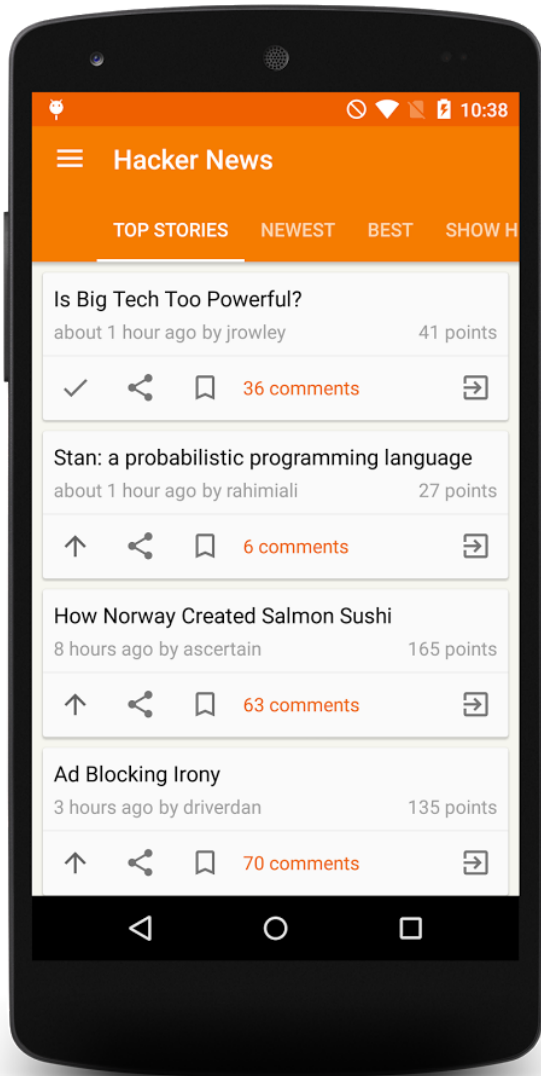 10:38
Hacker News
TOP STORIES NEWEST BEST SHOW H
Is Big Tech Too Powerful?
about 1 hour ago by jrowley 41 points
36 comments
Stan: a probabilistic programming language
about 1 hour ago by rahimiali 27 points
6 comments
How Norway Created Salmon Sushi
8 hours ago by ascertain 165 points
63 comments
Ad Blocking Irony
3 hours ago by driverdan 135 points
70 comments